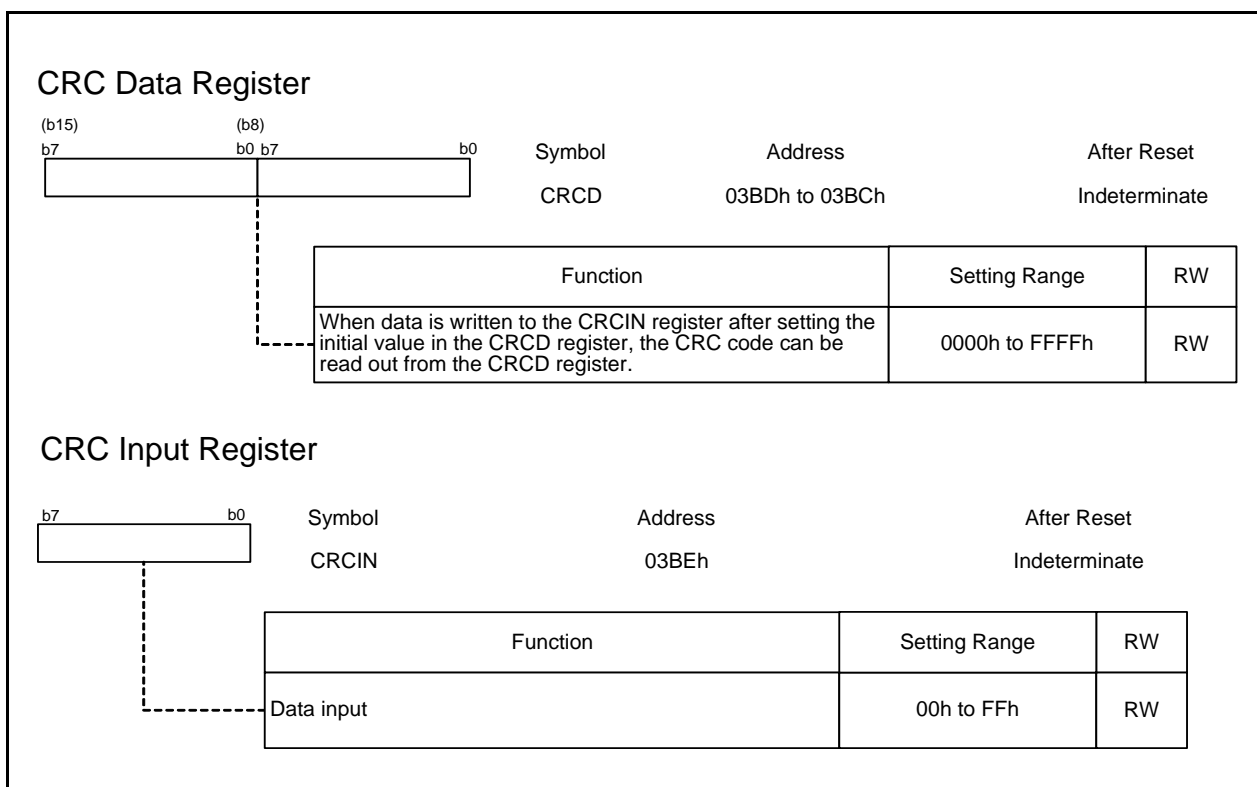 CRC Data Register
(b15) (b8)
b7 b0 b7 b0 Symbol Address After Reset
CRCD 03BDh to 03BCh Indeterminate
Function Setting Range RW
When data is written to the CRCIN register after setting the
initial value in the CRCD register, the CRC code can be
read out from the CRCD register.
0000h to FFFFh RW
CRC Input Register
b7 b0 Symbol Address After Reset
CRCIN 03BEh Indeterminate
Function Setting Range RW
Data input 00h to FFh RW